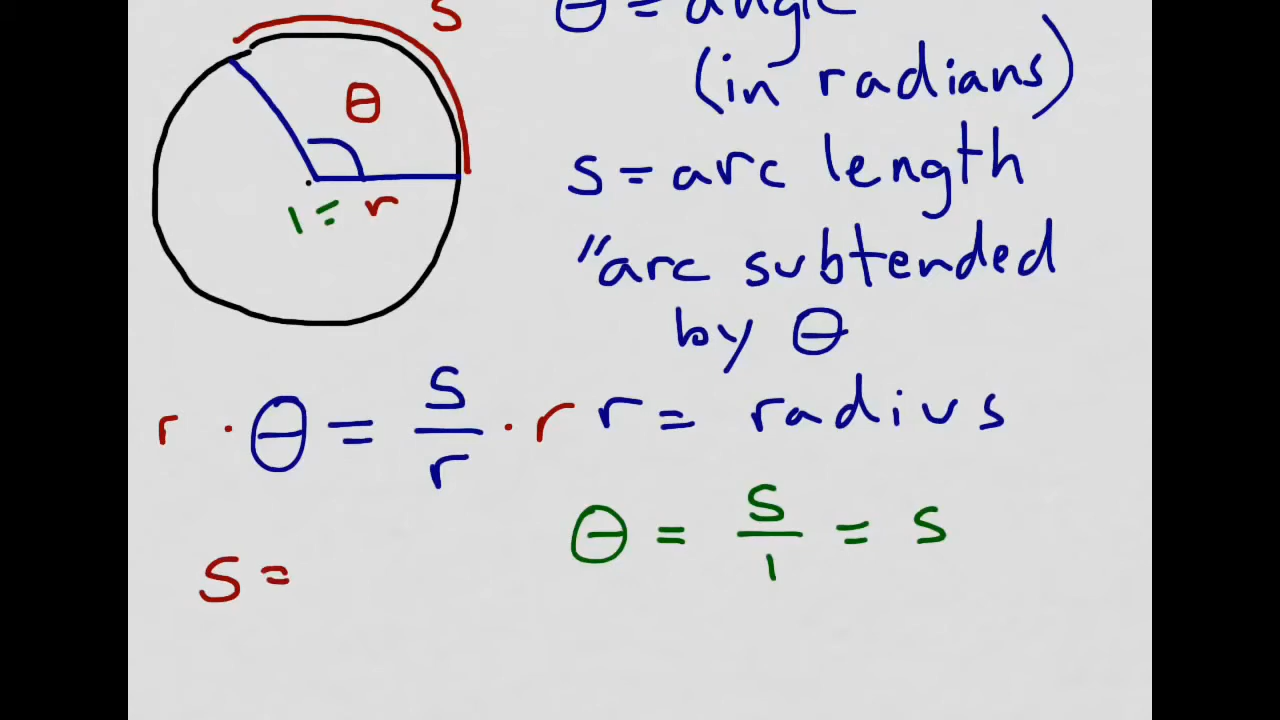 s
θ = angle
(in radians)
θ
s = arc length
1 = r
"arc subtended
by θ
r · θ = s/r · r
r = radius
θ = s/1 = s
s =